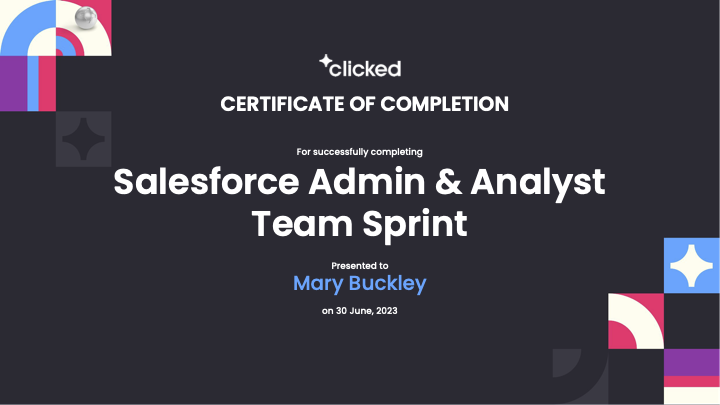 clicked
CERTIFICATE OF COMPLETION
For successfully completing
Salesforce Admin & Analyst
Team Sprint
Presented to
Mary Buckley
on 30 June, 2023